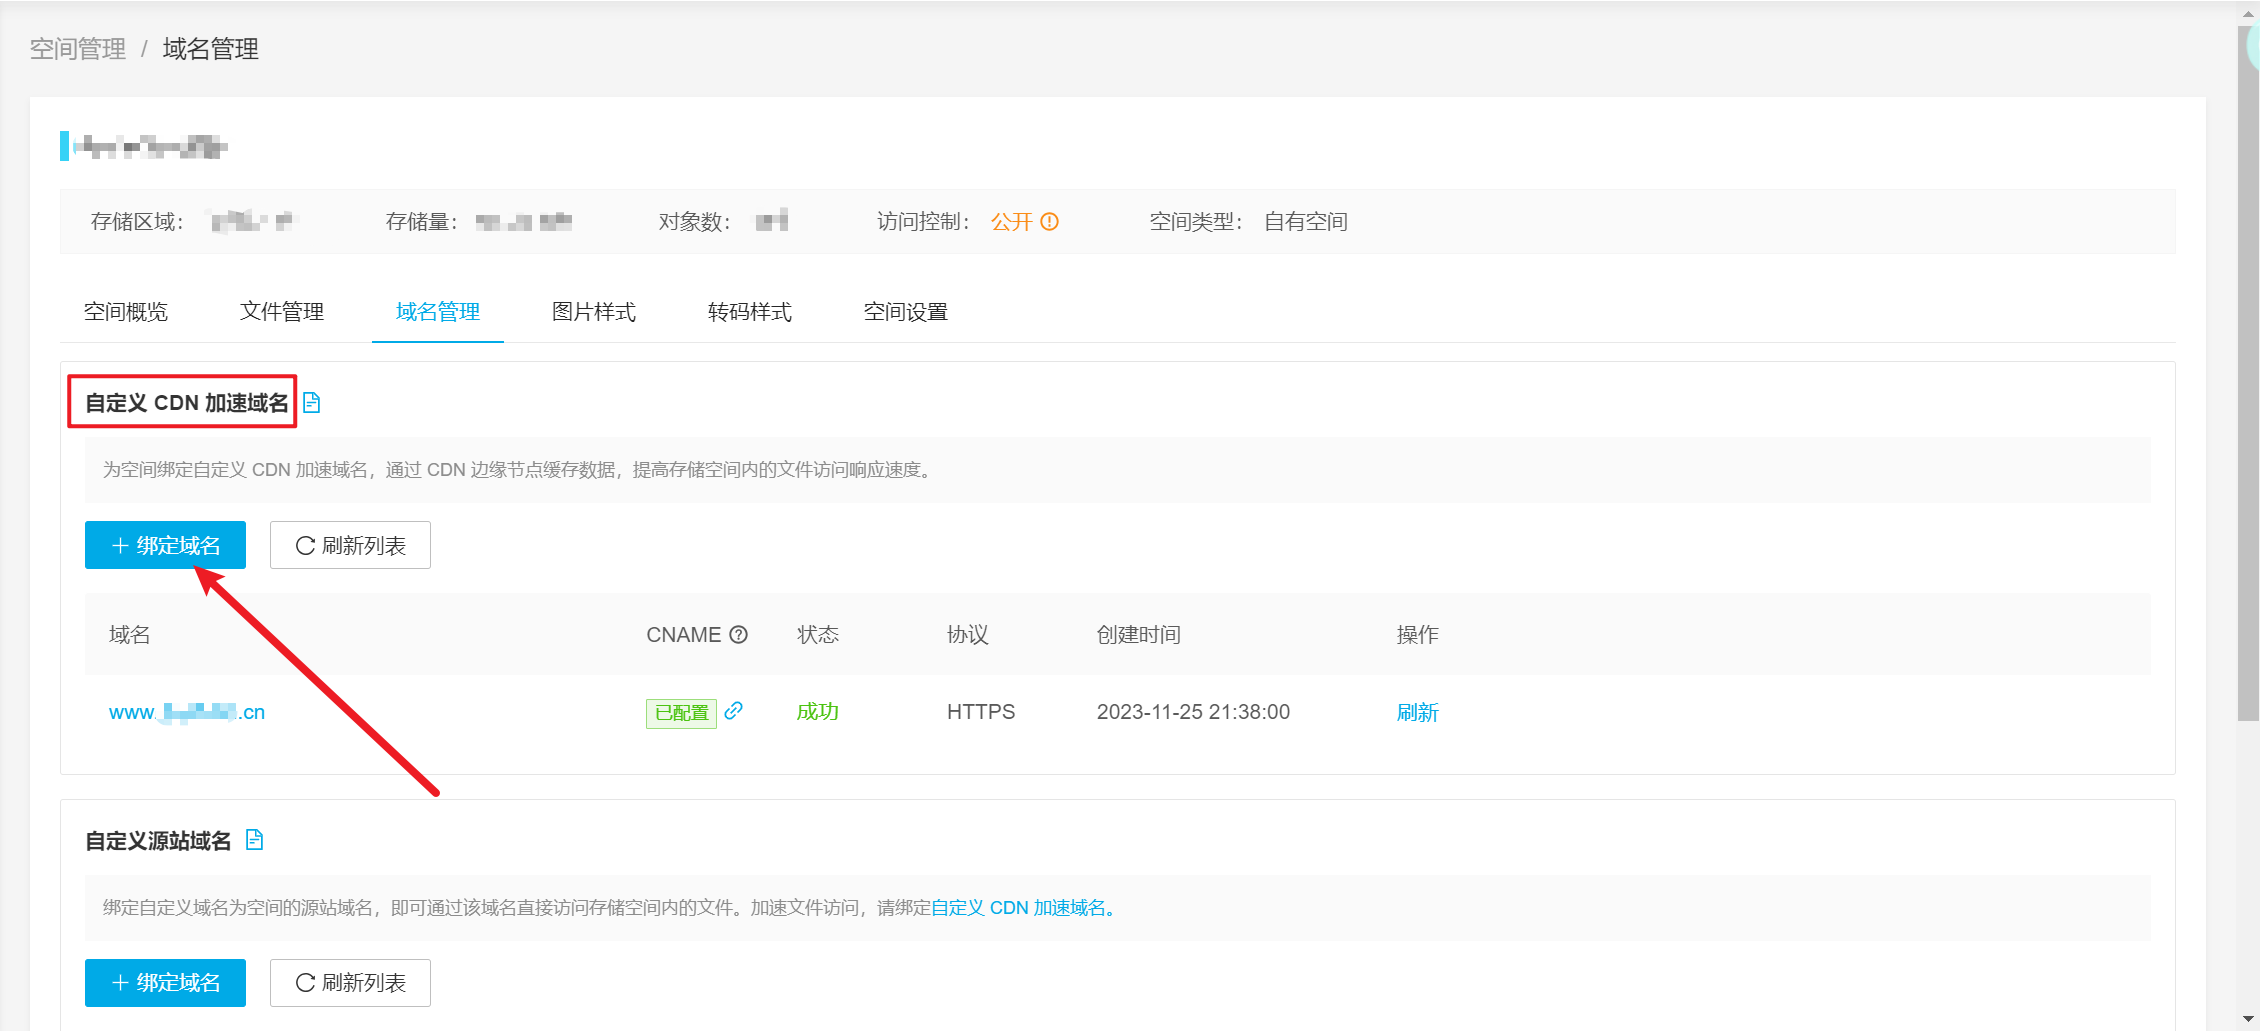 空间管理 / 域名管理
存储区域： 存储量： 对象数： 访问控制： 公开 空间类型： 自有空间
空间概览 文件管理 域名管理 图片样式 转码样式 空间设置
自定义 CDN 加速域名
为空间绑定自定义 CDN 加速域名，通过 CDN 边缘节点缓存数据，提高存储空间内的文件访问响应速度。
+ 绑定域名 刷新列表
域名 CNAME 状态 协议 创建时间 操作
www. .cn 已配置 成功 HTTPS 2023-11-25 21:38:00 刷新
自定义源站域名
绑定自定义域名为空间的源站域名，即可通过该域名直接访问存储空间内的文件。加速文件访问，请绑定自定义 CDN 加速域名。
+ 绑定域名 刷新列表